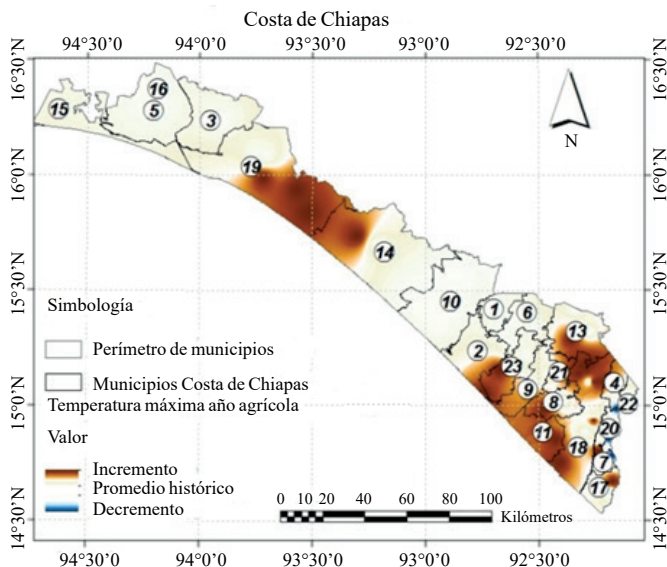 Costa de Chiapas
94°30'0"O 94°0'0"O 93°30'0"O 93°0'0"O 92°30'0"O
16°30'N
16°0'N
15°30'N
15°0'N
14°30'N
16°30'N
16°0'N
15°30'N
15°0'N
14°30'N
N
15
16
5
3
19
14
10
1
6
13
2
23
21
4
9
8
22
20
11
18
7
17
Simbología
Perímetro de municipios
Municipios Costa de Chiapas
Temperatura máxima año agrícola
Valor
Incremento
Promedio histórico
Decremento
0 10 20 40 60 80 100
Kilómetros
94°30'0"O 94°0'0"O 93°30'0"O 93°0'0"O 92°30'0"O